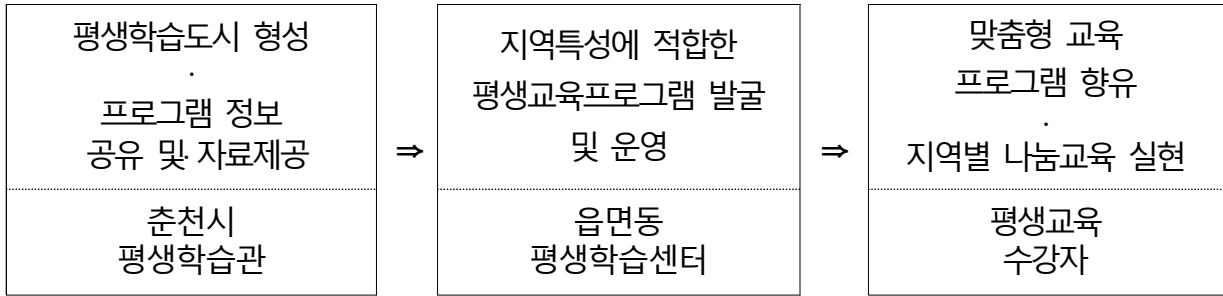 평생학습도시 형성
·
프로그램 정보
공유 및· 자료제공
춘천시
평생학습관
⇒
지역특성에 적합한
평생교육프로그램 발굴
및 운영
읍면동
평생학습센터
⇒
맞춤형 교육
프로그램 향유
·
지역별 나눔교육 실현
평생교육
수강자